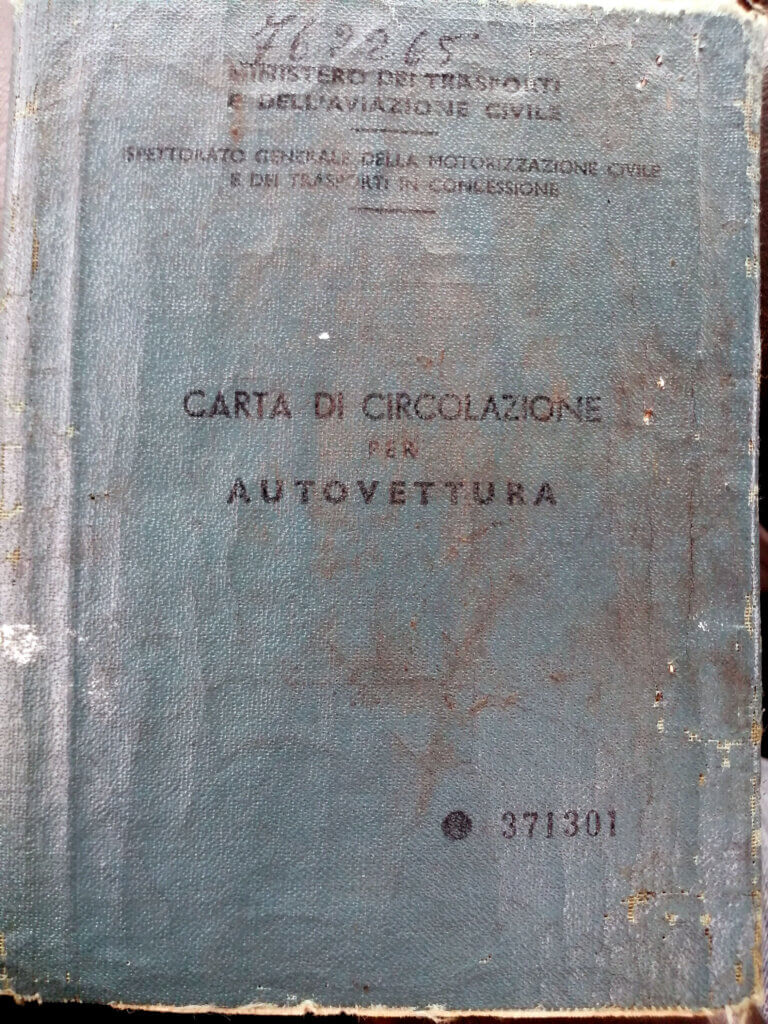 762265
MINISTERO DEI TRASPORTI
E DELL'AVIAZIONE CIVILE
ISPETTORATO GENERALE DELLA MOTORIZZAZIONE CIVILE
E DEI TRASPORTI IN CONCESSIONE
CARTA DI CIRCOLAZIONE
PER
AUTOVETTURA
371301